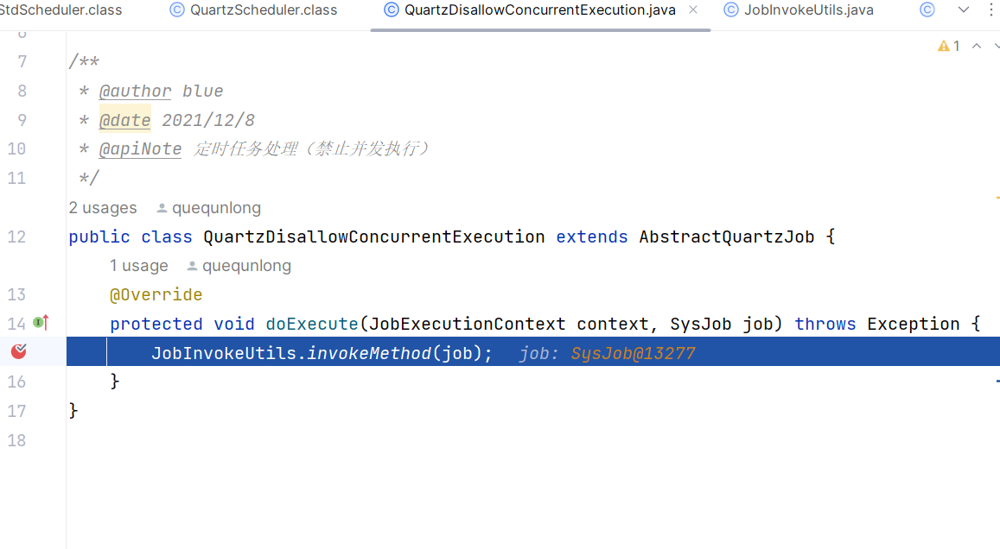 StdScheduler.class QuartzScheduler.class QuartzDisallowConcurrentExecution.java JobInvokeUtils.java
1
7 /**
8 * @author blue
9 * @date 2021/12/8
10 * @apiNote 定时任务处理（禁止并发执行）
11 */
2 usages quequnlong
12 public class QuartzDisallowConcurrentExecution extends AbstractQuartzJob {
1 usage quequnlong
13 @Override
14 protected void doExecute(JobExecutionContext context, SysJob job) throws Exception {
JobInvokeUtils.invokeMethod(job); job: SysJob@13277
16 }
17 }
18